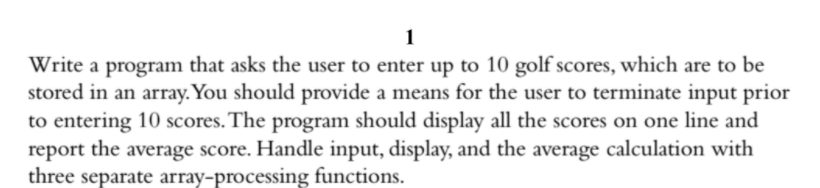 1
Write a program that asks the user to enter up to 10 golf scores, which are to be
stored in an array. You should provide a means for the user to terminate input prior
to entering 10 scores. The program should display all the scores on one line and
report the average score. Handle input, display, and the average calculation with
three separate array-processing functions.